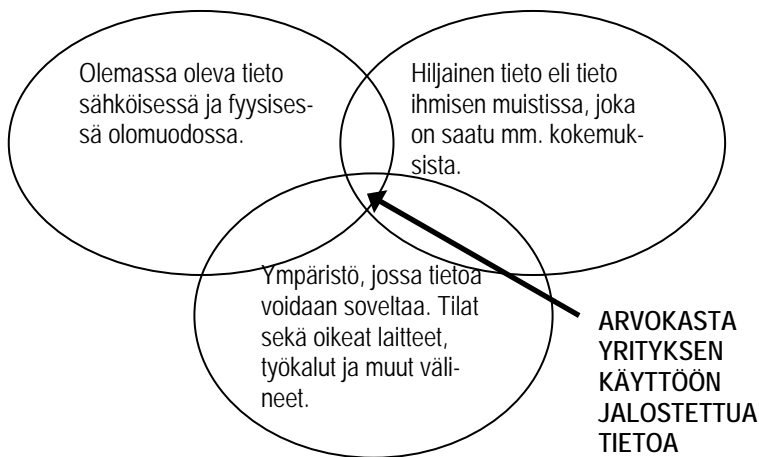 Olemassa oleva tieto
sähköisessä ja fyysises-
sä olomuodossa.
Hiljainen tieto eli tieto
ihmisen muistissa, joka
on saatu mm. kokemuk-
sista.
Ympäristö, jossa tietoa
voidaan soveltaa. Tilat
sekä oikeat laitteet,
työkalut ja muut väli-
neet.
ARVOKASTA
YRITYKSEN
KÄYTTÖÖN
JALOSTETTUA
TIETOA